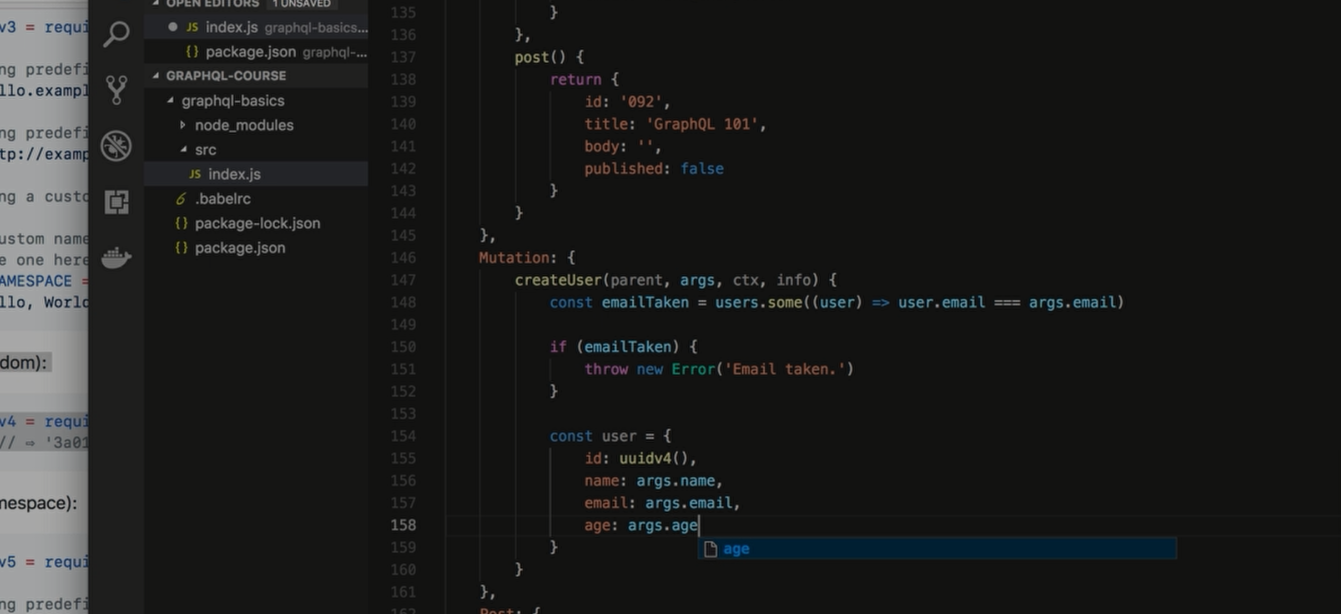 v3 = requi
ng predefi
llo.exampl
ng predefi
tp://examp
ng a custo
ustom name
e one here
AMESPACE =
llo, World
dom):
v4 = requi
// ⇨ '3a01
mespace):
v5 = requi
ng predefi
OPEN EDITORS 1 UNSAVED
JS index.js graphql-basics...
{} package.json graphql-...
GRAPHQL-COURSE
graphql-basics
node_modules
src
JS index.js
.babelrc
{} package-lock.json
{} package.json
135 }
136 },
137 post() {
138 return {
139 id: '092',
140 title: 'GraphQL 101',
141 body: '',
142 published: false
143 }
144 }
145 },
146 Mutation: {
147 createUser(parent, args, ctx, info) {
148 const emailTaken = users.some((user) => user.email === args.email)
149
150 if (emailTaken) {
151 throw new Error('Email taken.')
152 }
153
154 const user = {
155 id: uuidv4(),
156 name: args.name,
157 email: args.email,
158 age: args.age
age
159 }
160 }
161 },
162 Post: {